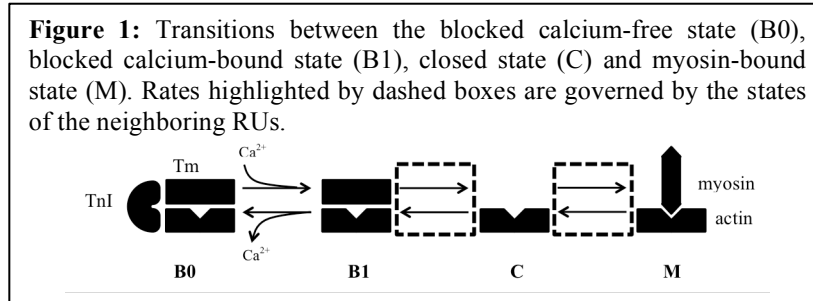 Figure 1: Transitions between the blocked calcium-free state (B0),
blocked calcium-bound state (B1), closed state (C) and myosin-bound
state (M). Rates highlighted by dashed boxes are governed by the states
of the neighboring RUs.
Ca²⁺
Tm
TnI
myosin
actin
Ca²⁺
B0 B1 C M